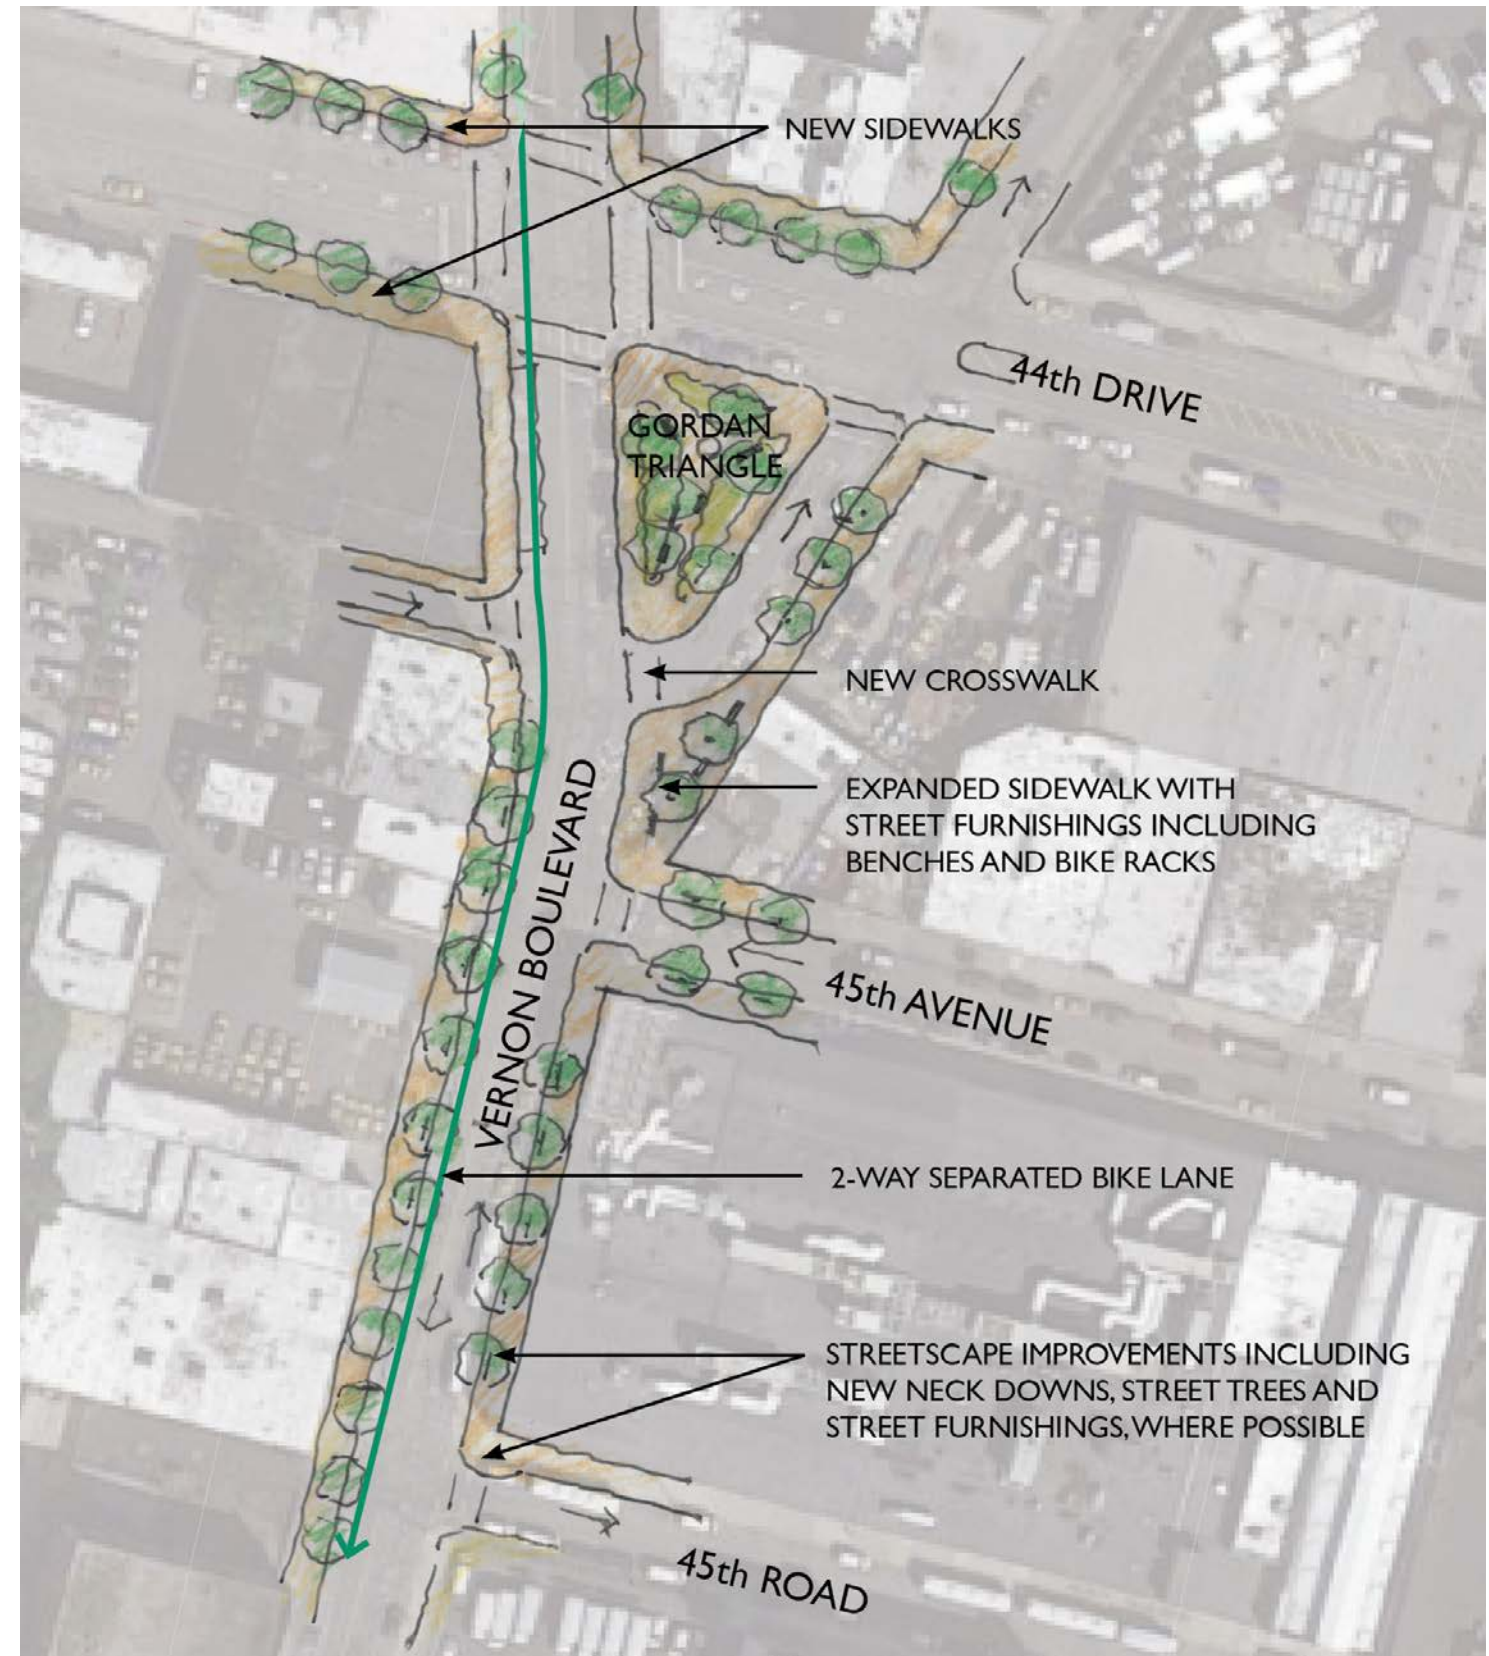 NEW SIDEWALKS
44th DRIVE
GORDAN
TRIANGLE
NEW CROSSWALK
EXPANDED SIDEWALK WITH
STREET FURNISHINGS INCLUDING
BENCHES AND BIKE RACKS
VERNON BOULEVARD
45th AVENUE
2-WAY SEPARATED BIKE LANE
STREETSCAPE IMPROVEMENTS INCLUDING
NEW NECK DOWNS, STREET TREES AND
STREET FURNISHINGS, WHERE POSSIBLE
45th ROAD